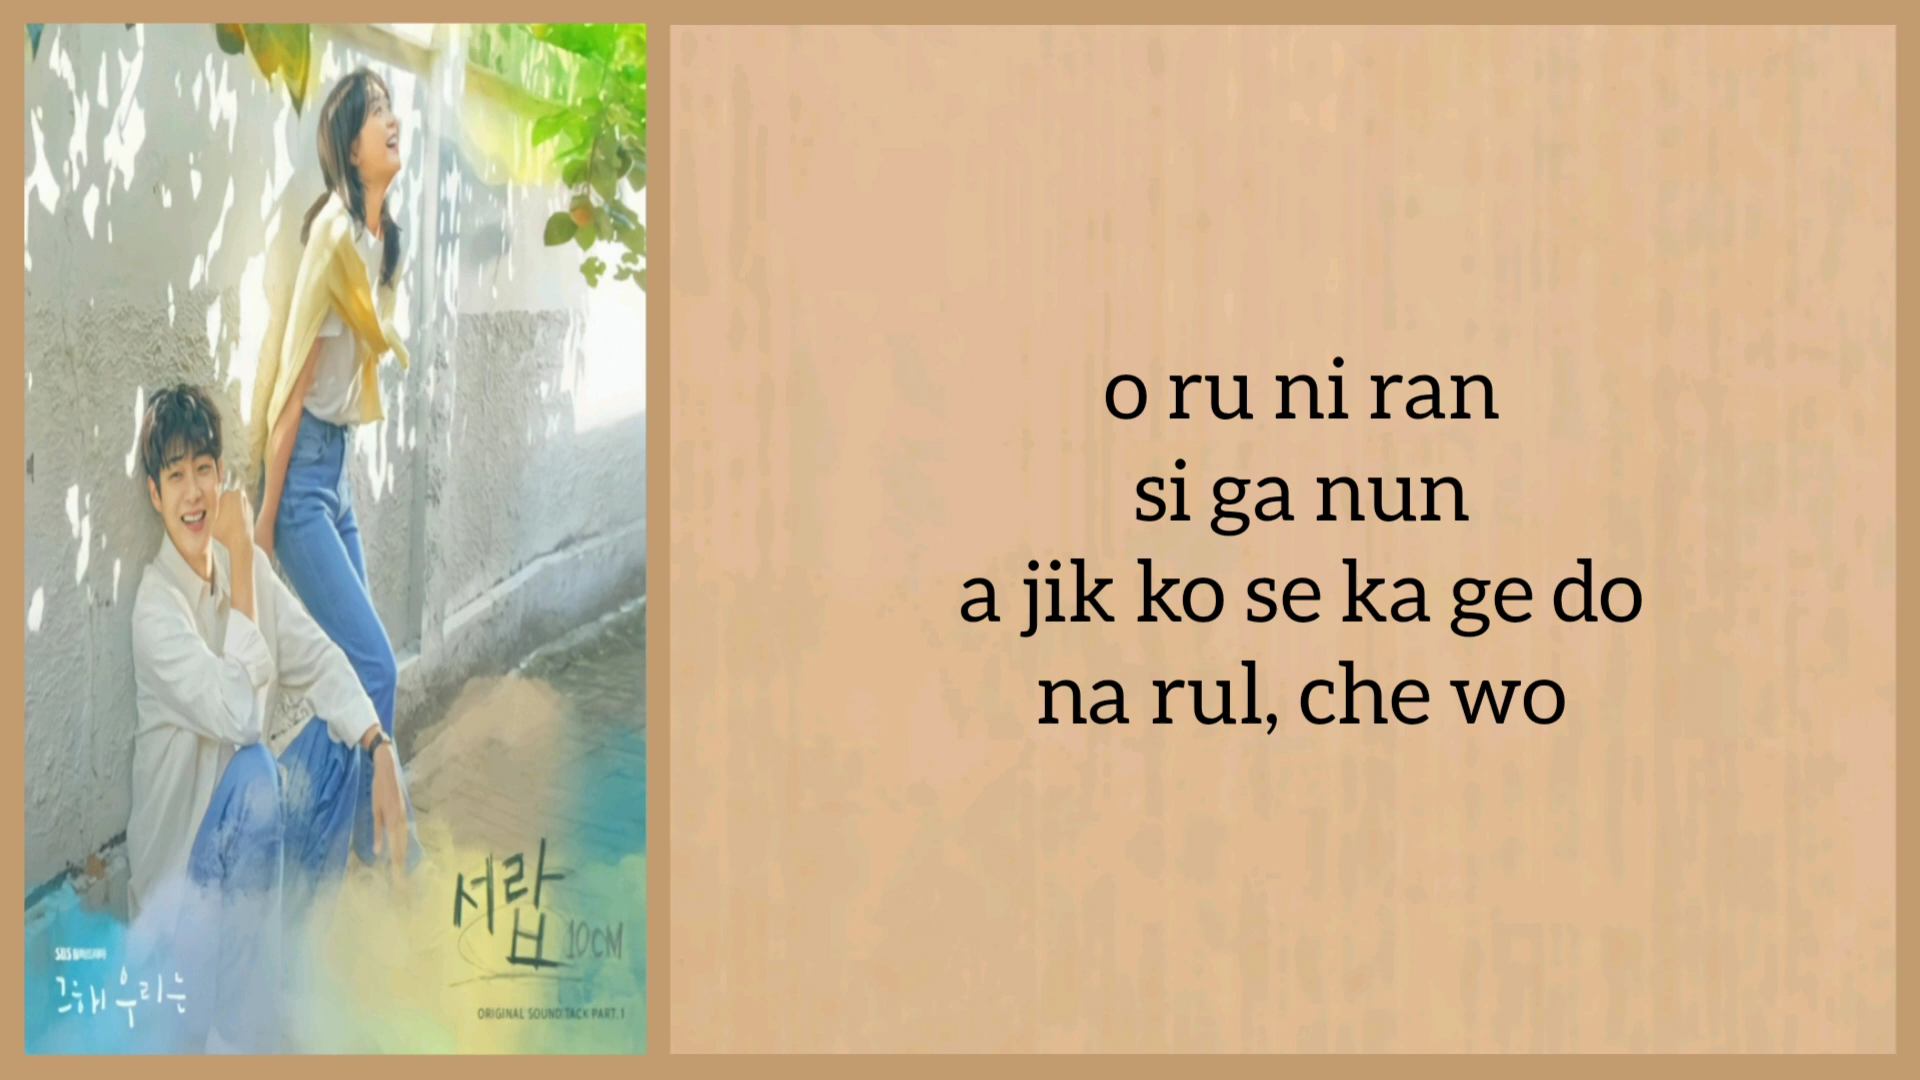 서랍
10CM
SBS
그 해 우리는
ORIGINAL SOUND TACK PART.1
o ru ni ran
si ga nun
a jik ko se ka ge do
na rul, che wo